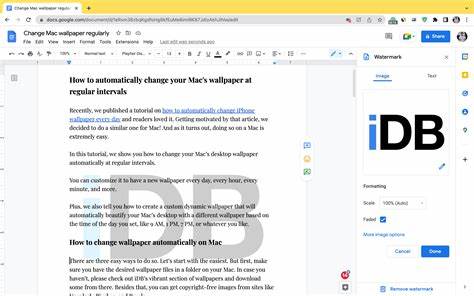 Change Mac wallpaper regul
docs.google.com/document/d/
Change Mac wallpaper regularly
File Edit View Insert Format Tools Extensions Help Last edit was seconds ago
Share
100%
Normal text
Playfair ...
Watermark
Image Text
iDB
Formatting
Scale 100% (Auto)
Faded
More image options
Cancel Done
Remove watermark
How to automatically change your Mac's wallpaper at
regular intervals
Recently, we published a tutorial on how to automatically change iPhone
wallpaper every day and readers loved it. Getting motivated by that article, we
decided to do a similar one for Mac! And as it turns out, doing so on a Mac is
extremely easy.
In this tutorial, we show you how to change your Mac's desktop wallpaper
automatically at regular intervals.
You can customize it to have a new wallpaper every day, every hour, every
minute, and more.
Plus, we also tell you how to create a custom dynamic wallpaper that will
automatically beautify your Mac's desktop with a different wallpaper based on
the time of the day you set, like 9 AM, 1 PM, 7 PM, or whatever you like.
iDB
How to change wallpaper automatically on Mac
There are three easy ways to do so. Let's start with the easiest. But first, make
sure you have the desired wallpaper files in a folder on your Mac. In case you
haven't, please check out iDB's vibrant section of wallpapers and download
some from there. Besides that, you can get copyright-free images from sites like